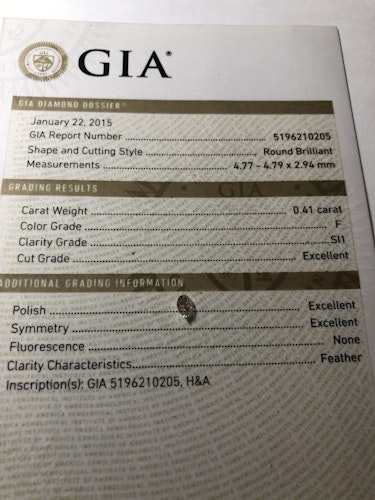 GIA®
GIA DIAMOND DOSSIER®
January 22, 2015
GIA Report Number 5196210205
Shape and Cutting Style Round Brilliant
Measurements 4.77 - 4.79 x 2.94 mm
GRADING RESULTS
Carat Weight 0.41 carat
Color Grade F
Clarity Grade SI1
Cut Grade Excellent
ADDITIONAL GRADING INFORMATION
Polish Excellent
Symmetry Excellent
Fluorescence None
Clarity Characteristics Feather
Inscription(s): GIA 5196210205, H&A